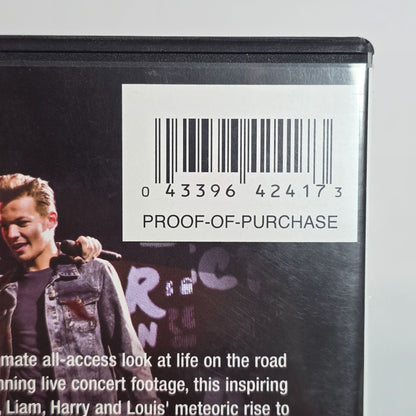 0 43396 42417 3
PROOF-OF-PURCHASE
mate all-access look at life on the road
nning live concert footage, this inspiring
, Liam, Harry and Louis' meteoric rise to